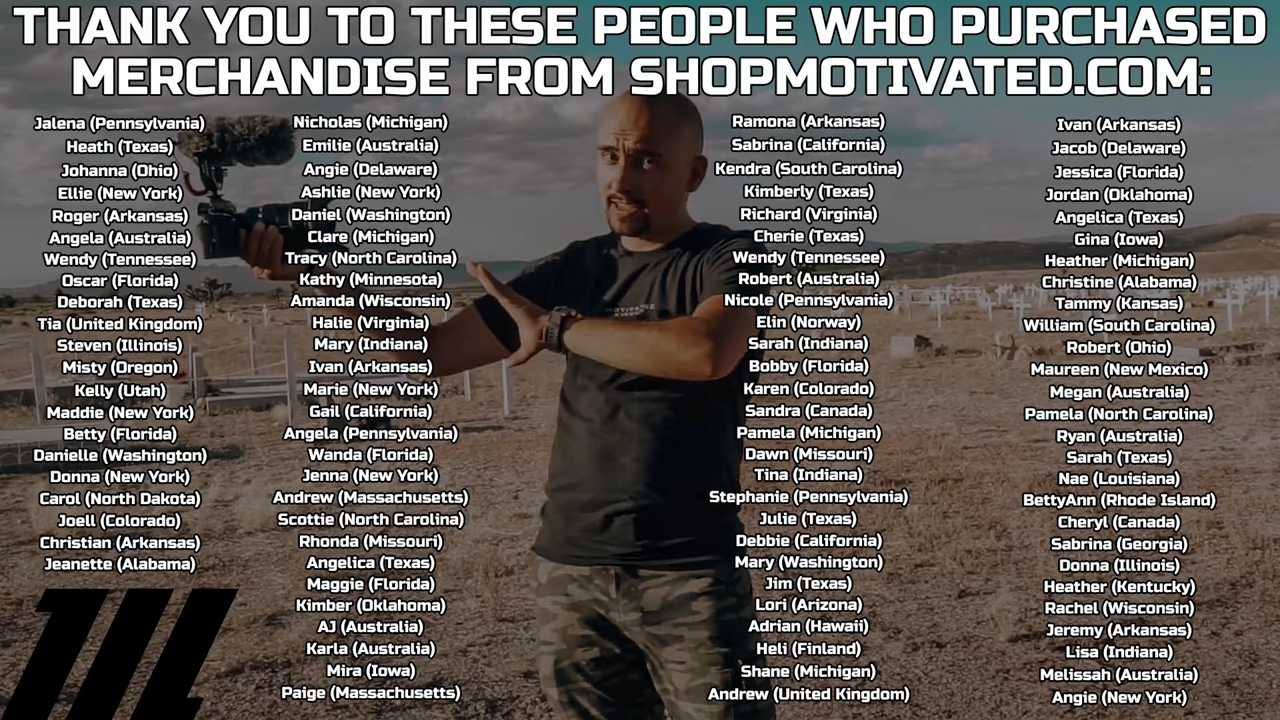 THANK YOU TO THESE PEOPLE WHO PURCHASED
MERCHANDISE FROM SHOPMOTIVATED.COM:
Jalena (Pennsylvania)
Heath (Texas)
Johanna (Ohio)
Ellie (New York)
Roger (Arkansas)
Angela (Australia)
Wendy (Tennessee)
Oscar (Florida)
Deborah (Texas)
Tia (United Kingdom)
Steven (Illinois)
Misty (Oregon)
Kelly (Utah)
Maddie (New York)
Betty (Florida)
Danielle (Washington)
Donna (New York)
Carol (North Dakota)
Joell (Colorado)
Christian (Arkansas)
Jeanette (Alabama)
Nicholas (Michigan)
Emilie (Australia)
Angie (Delaware)
Ashlie (New York)
Daniel (Washington)
Clare (Michigan)
Tracy (North Carolina)
Kathy (Minnesota)
Amanda (Wisconsin)
Halie (Virginia)
Mary (Indiana)
Ivan (Arkansas)
Marie (New York)
Gail (California)
Angela (Pennsylvania)
Wanda (Florida)
Jenna (New York)
Andrew (Massachusetts)
Scottie (North Carolina)
Rhonda (Missouri)
Angelica (Texas)
Maggie (Florida)
Kimber (Oklahoma)
AJ (Australia)
Karla (Australia)
Mira (Iowa)
Paige (Massachusetts)
Ramona (Arkansas)
Sabrina (California)
Kendra (South Carolina)
Kimberly (Texas)
Richard (Virginia)
Cherie (Texas)
Wendy (Tennessee)
Robert (Australia)
Nicole (Pennsylvania)
Elin (Norway)
Sarah (Indiana)
Bobby (Florida)
Karen (Colorado)
Sandra (Canada)
Pamela (Michigan)
Dawn (Missouri)
Tina (Indiana)
Stephanie (Pennsylvania)
Julie (Texas)
Debbie (California)
Mary (Washington)
Jim (Texas)
Lori (Arizona)
Adrian (Hawaii)
Heli (Finland)
Shane (Michigan)
Andrew (United Kingdom)
Ivan (Arkansas)
Jacob (Delaware)
Jessica (Florida)
Jordan (Oklahoma)
Angelica (Texas)
Gina (Iowa)
Heather (Michigan)
Christine (Alabama)
Tammy (Kansas)
William (South Carolina)
Robert (Ohio)
Maureen (New Mexico)
Megan (Australia)
Pamela (North Carolina)
Ryan (Australia)
Sarah (Texas)
Nae (Louisiana)
BettyAnn (Rhode Island)
Cheryl (Canada)
Sabrina (Georgia)
Donna (Illinois)
Heather (Kentucky)
Rachel (Wisconsin)
Jeremy (Arkansas)
Lisa (Indiana)
Melissah (Australia)
Angie (New York)